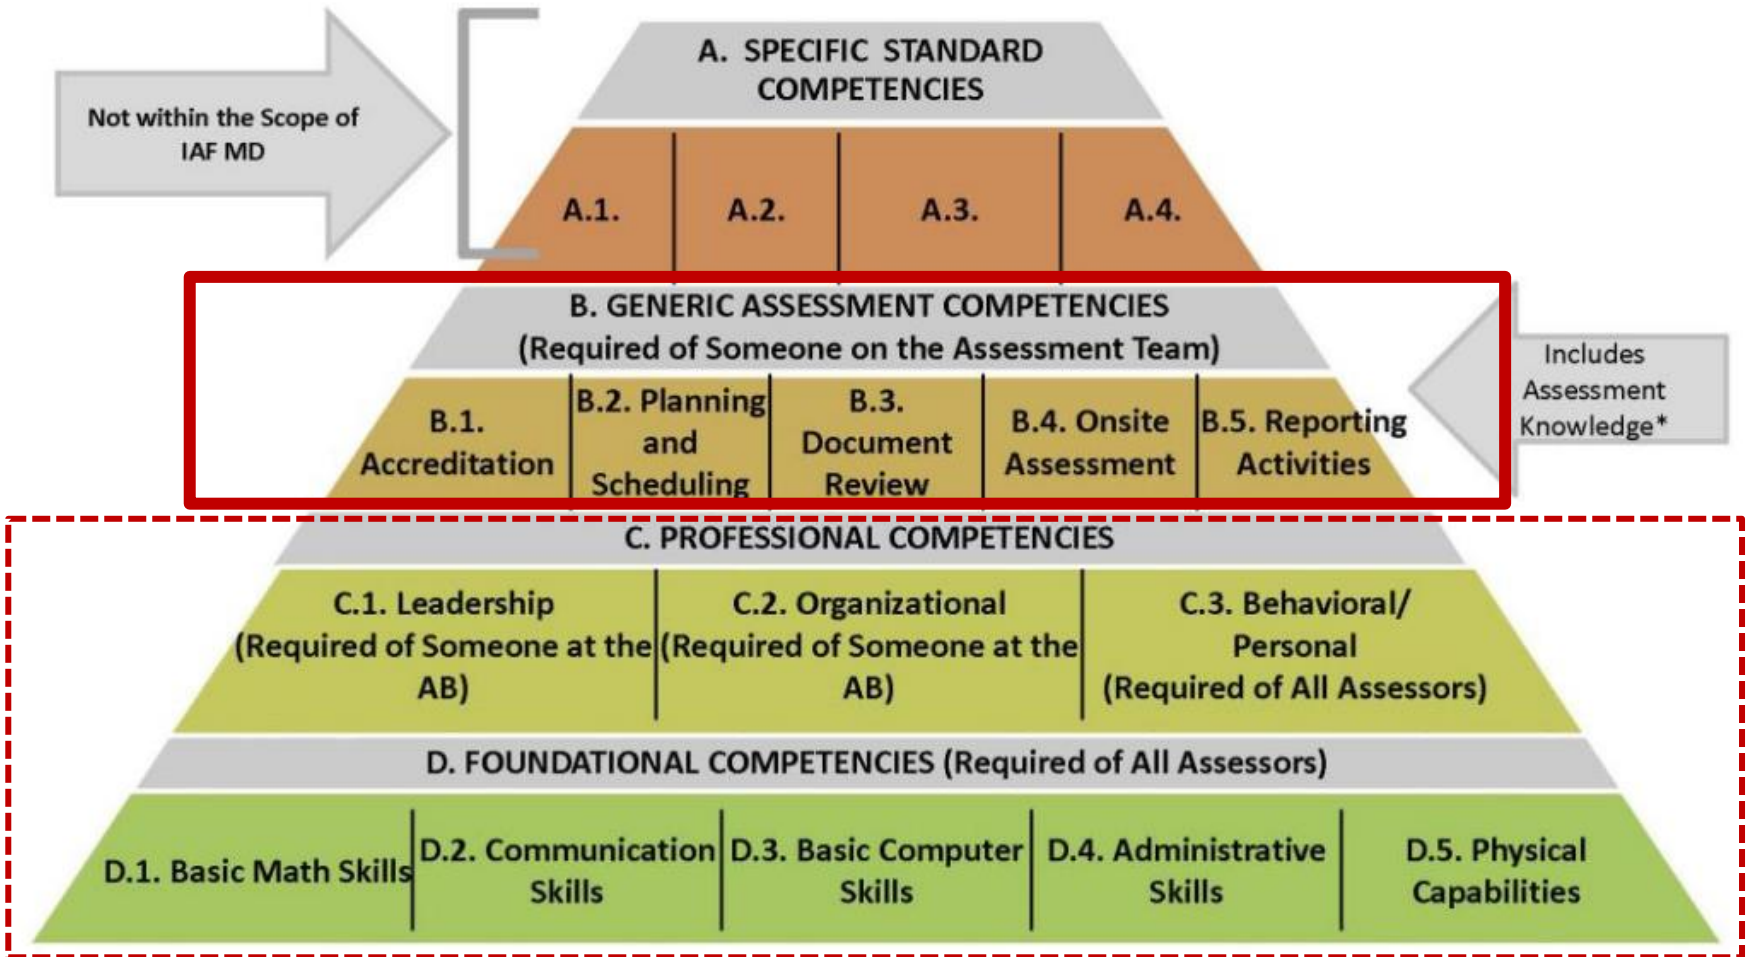 A. SPECIFIC STANDARD
COMPETENCIES
Not within the Scope of
IAF MD
A.1.
A.2.
A.3.
A.4.
B. GENERIC ASSESSMENT COMPETENCIES
(Required of Someone on the Assessment Team)
Includes
Assessment
Knowledge*
B.1.
Accreditation
B.2. Planning
and
Scheduling
B.3.
Document
Review
B.4. Onsite
Assessment
B.5. Reporting
Activities
C. PROFESSIONAL COMPETENCIES
C.1. Leadership
(Required of Someone at the
AB)
C.2. Organizational
(Required of Someone at the
AB)
C.3. Behavioral/
Personal
(Required of All Assessors)
D. FOUNDATIONAL COMPETENCIES (Required of All Assessors)
D.1. Basic Math Skills
D.2. Communication
Skills
D.3. Basic Computer
Skills
D.4. Administrative
Skills
D.5. Physical
Capabilities